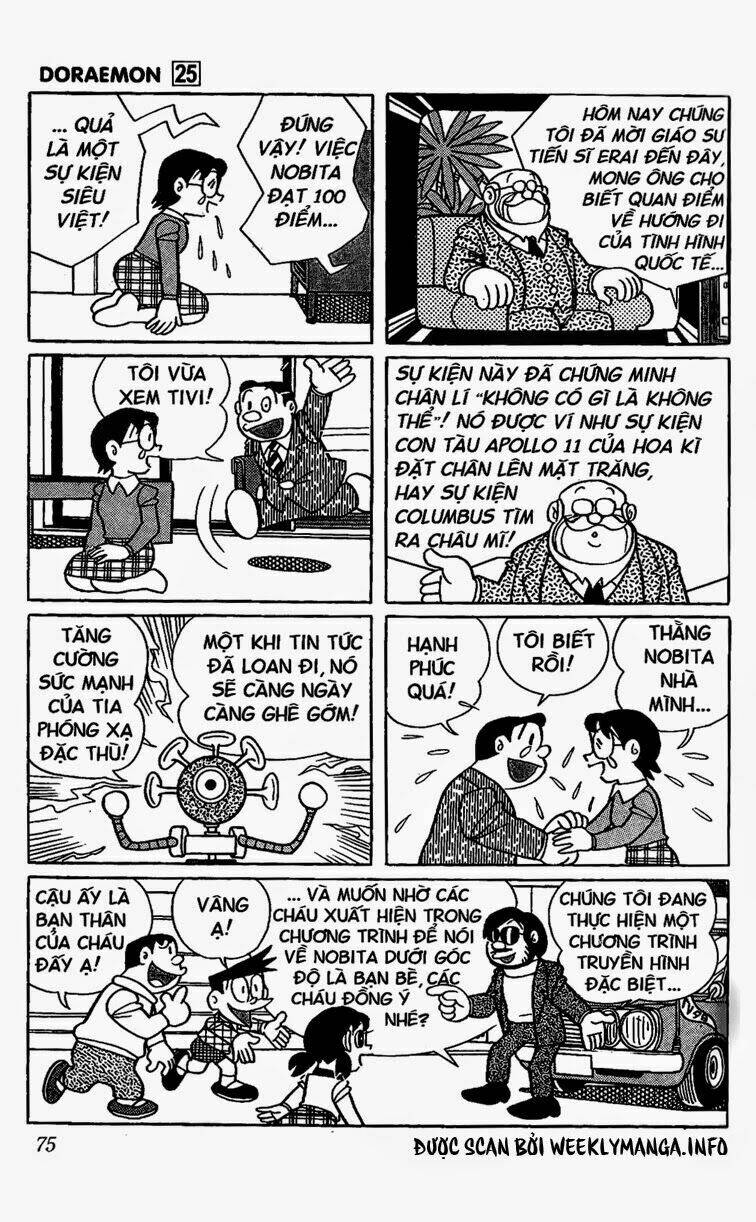 DORAEMON 25
HÔM NAY CHÚNG
TÔI ĐÃ MỜI GIÁO SƯ
TIẾN SĨ ERAI ĐẾN ĐÂY,
MONG ÔNG CHO
BIẾT QUAN ĐIỂM
VỀ HƯỚNG ĐI
CỦA TÌNH HÌNH
QUỐC TẾ...
ĐÚNG
VẬY! VIỆC
NOBITA
ĐẠT 100
ĐIỂM...
... QUẢ
LÀ MỘT
SỰ KIỆN
SIÊU
VIỆT!
SỰ KIỆN NÀY ĐÃ CHỨNG MINH
CHÂN LÍ “KHÔNG CÓ GÌ LÀ KHÔNG
THỂ”! NÓ ĐƯỢC VÍ NHƯ SỰ KIỆN
CON TÀU APOLLO 11 CỦA HOA KÌ
ĐẶT CHÂN LÊN MẶT TRĂNG,
HAY SỰ KIỆN
COLUMBUS TÌM
RA CHÂU MĨ!
TÔI VỪA
XEM TIVI!
THẰNG
NOBITA
NHÀ
MÌNH...
TÔI BIẾT
RỒI!
HẠNH
PHÚC
QUÁ!
MỘT KHI TIN TỨC
ĐÃ LOAN ĐI, NÓ
SẼ CÀNG NGÀY
CÀNG GHÊ GỚM!
TĂNG
CƯỜNG
SỨC MẠNH
CỦA TIA
PHÓNG XẠ
ĐẶC THÙ!
CHÚNG TÔI ĐANG
THỰC HIỆN MỘT
CHƯƠNG TRÌNH
TRUYỀN HÌNH
ĐẶC BIỆT...
... VÀ MUỐN NHỜ CÁC
CHÁU XUẤT HIỆN TRONG
CHƯƠNG TRÌNH ĐỂ NÓI
VỀ NOBITA DƯỚI GÓC
ĐỘ LÀ BẠN BÈ, CÁC
CHÁU ĐỒNG Ý
NHÉ?
VÂNG
Ạ!
CẬU ẤY LÀ
BẠN THÂN
CỦA CHÁU
ĐẤY Ạ!
75
ĐƯỢC SCAN BỞI WEEKLYMANGA.INFO